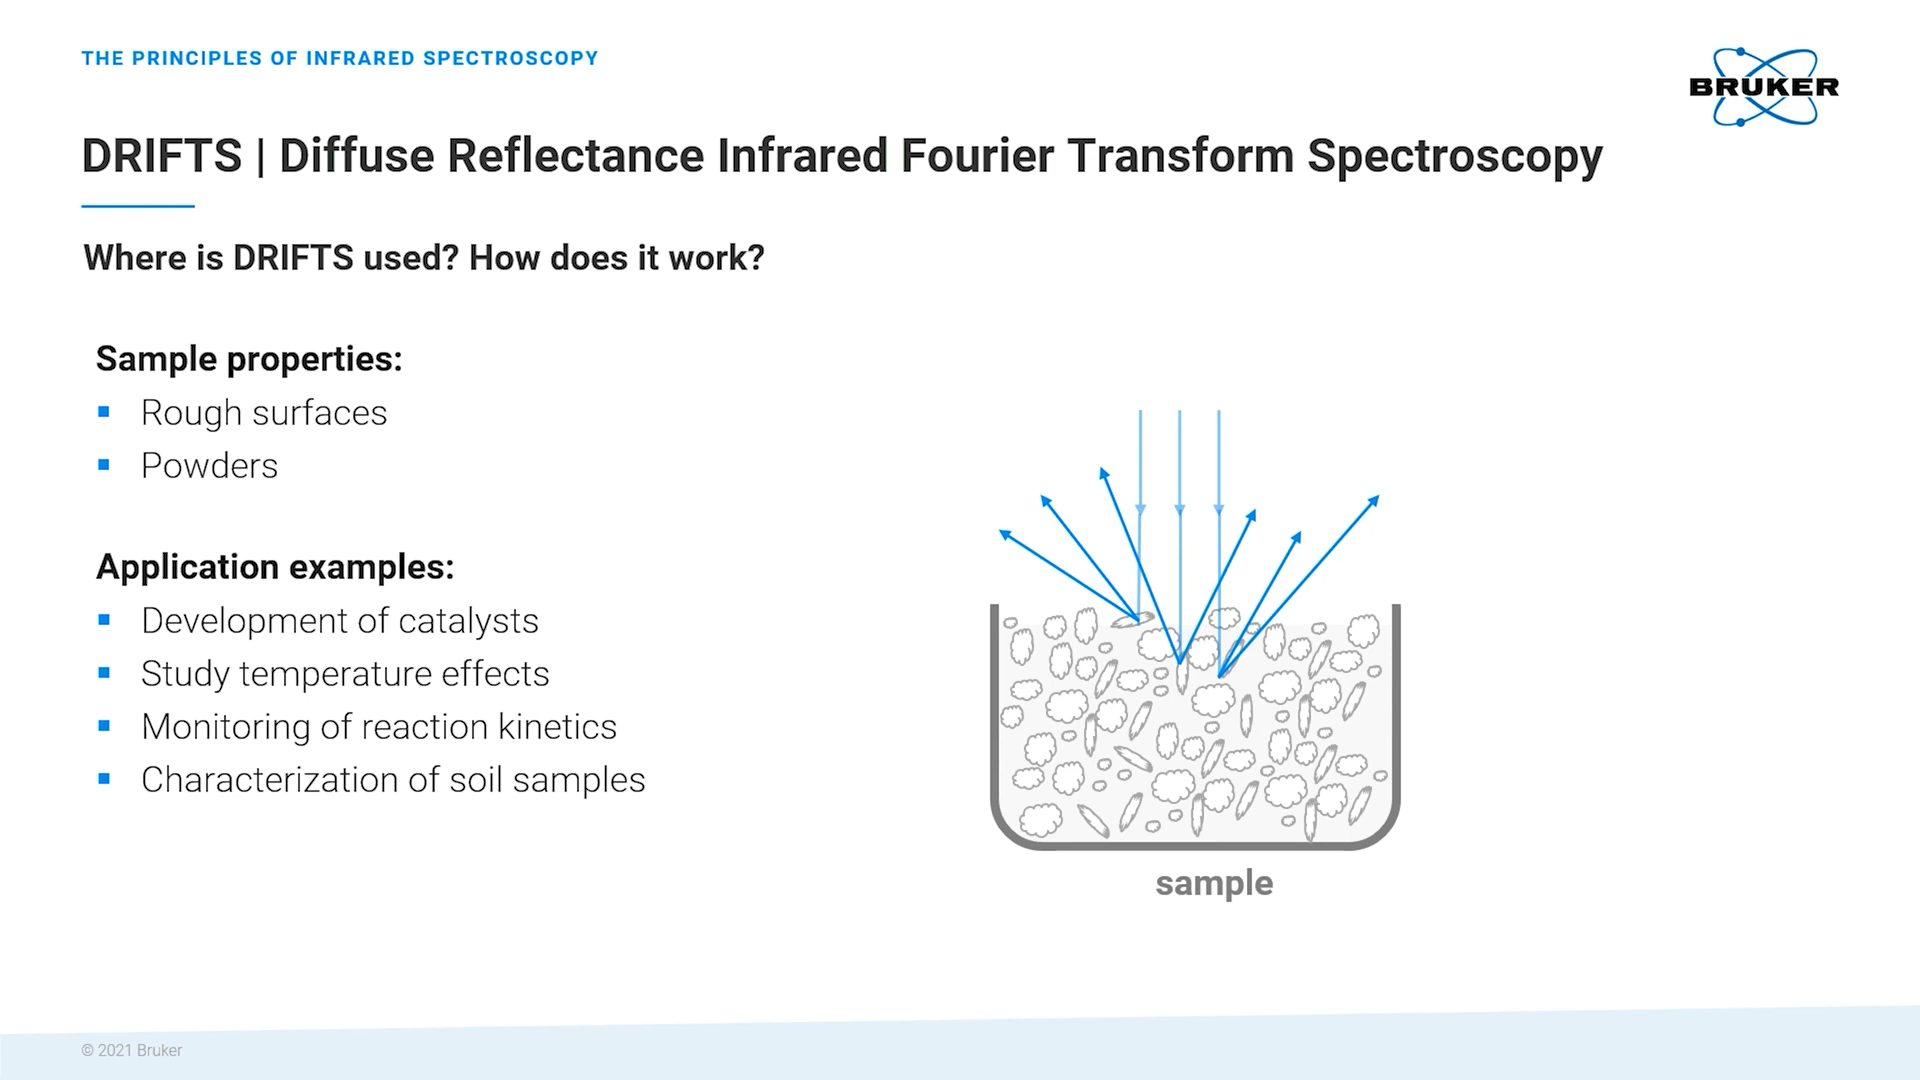 THE PRINCIPLES OF INFRARED SPECTROSCOPY
BRUKER
DRIFTS | Diffuse Reflectance Infrared Fourier Transform Spectroscopy
Where is DRIFTS used? How does it work?
Sample properties:
Rough surfaces
Powders
Application examples:
Development of catalysts
Study temperature effects
Monitoring of reaction kinetics
Characterization of soil samples
sample
© 2021 Bruker